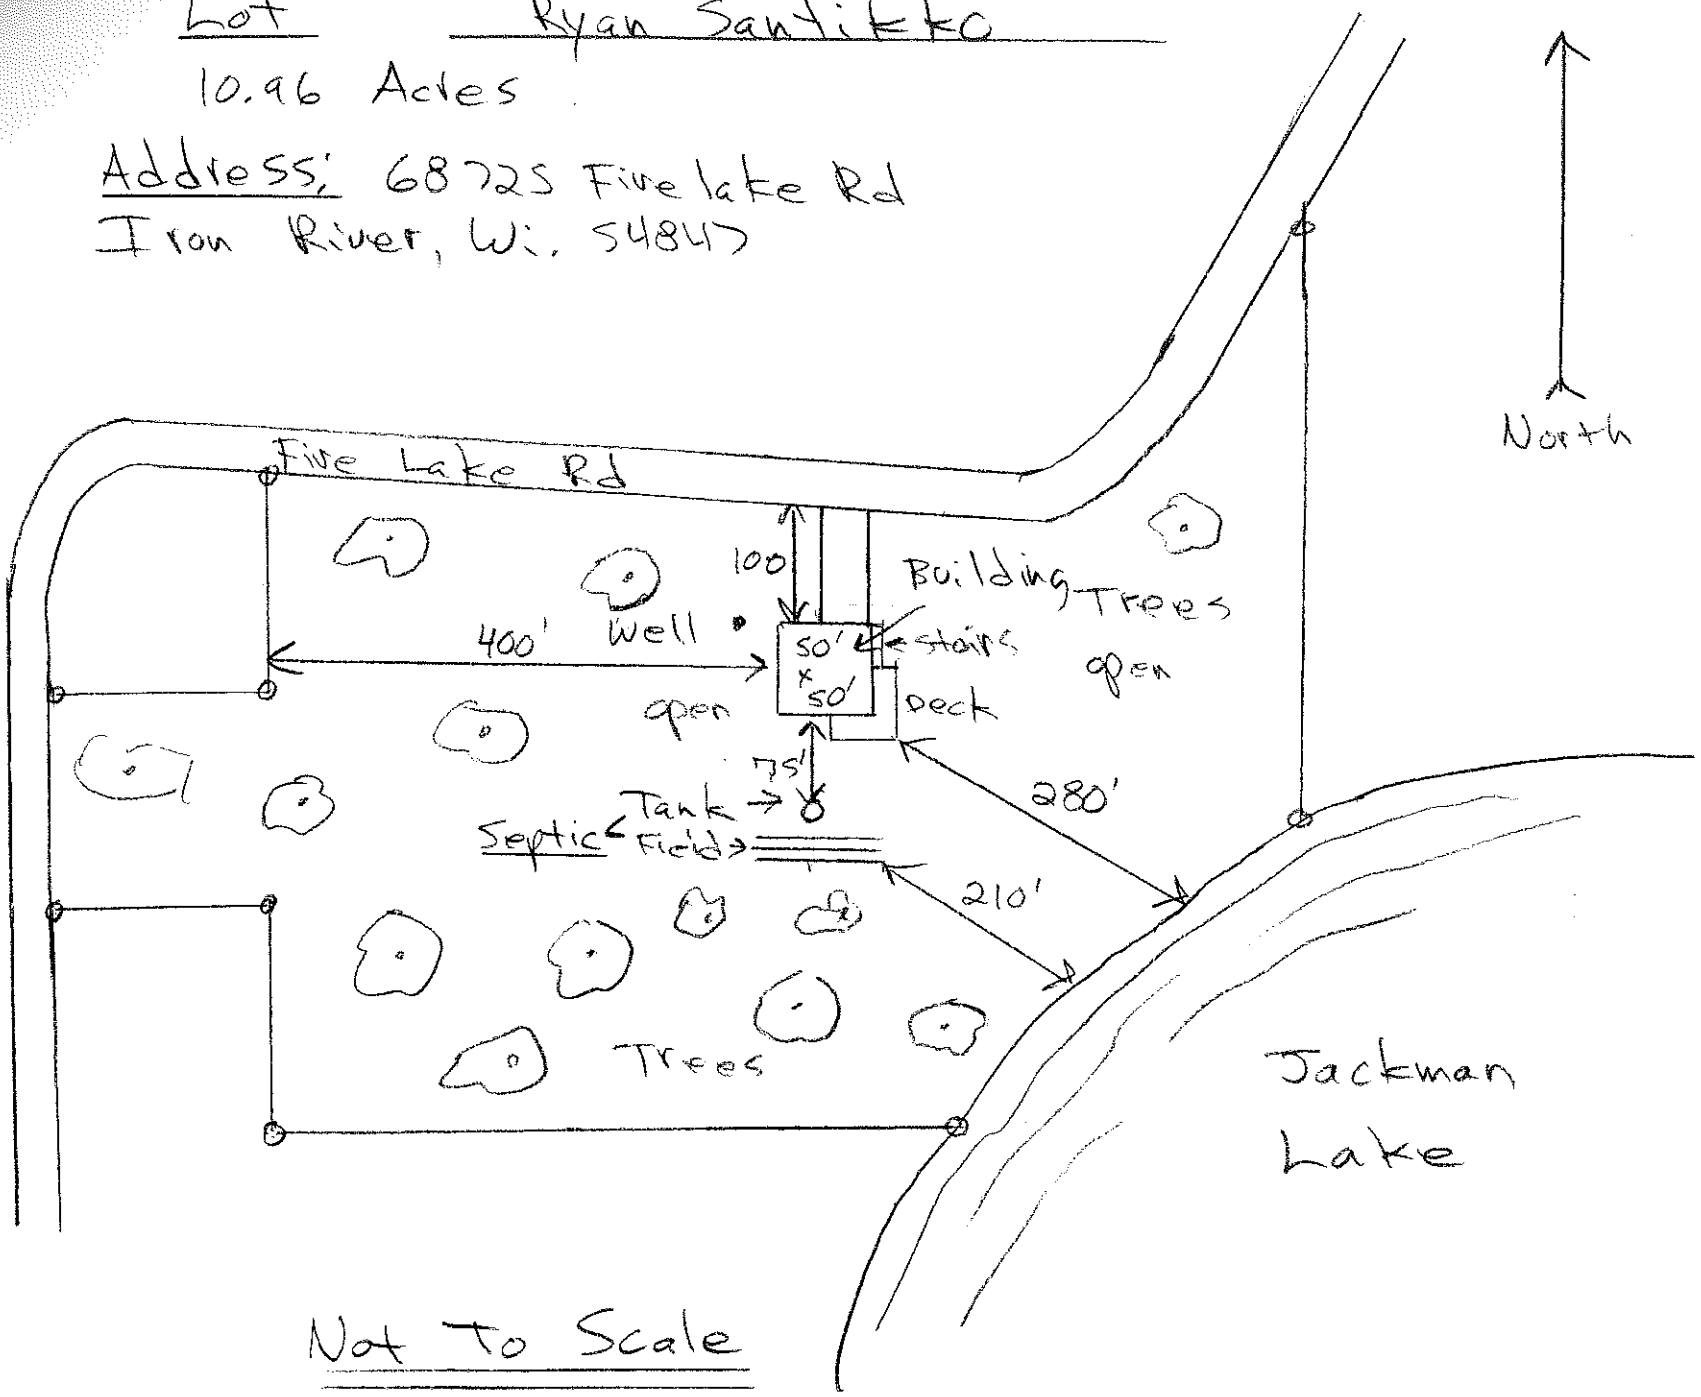 Lot Ryan Santikko
10.96 Acres
Address: 68725 Five lake Rd
Iron River, Wi. 54847
North
Five Lake Rd
100
Building
Trees
open
Well
400'
50'
x
50'
stairs
open
Deck
75'
280'
Tank
Septic < Field
210'
Trees
Jackman
Lake
Not To Scale